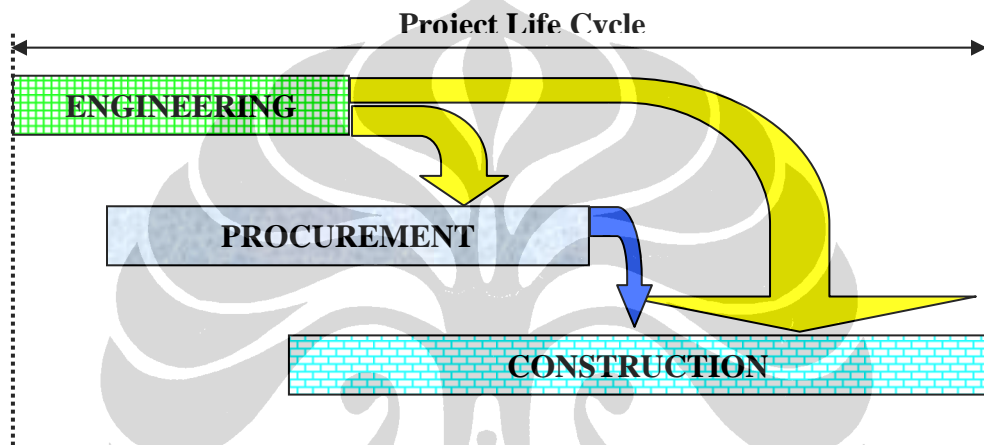 Project Life Cycle
ENGINEERING
PROCUREMENT
CONSTRUCTION